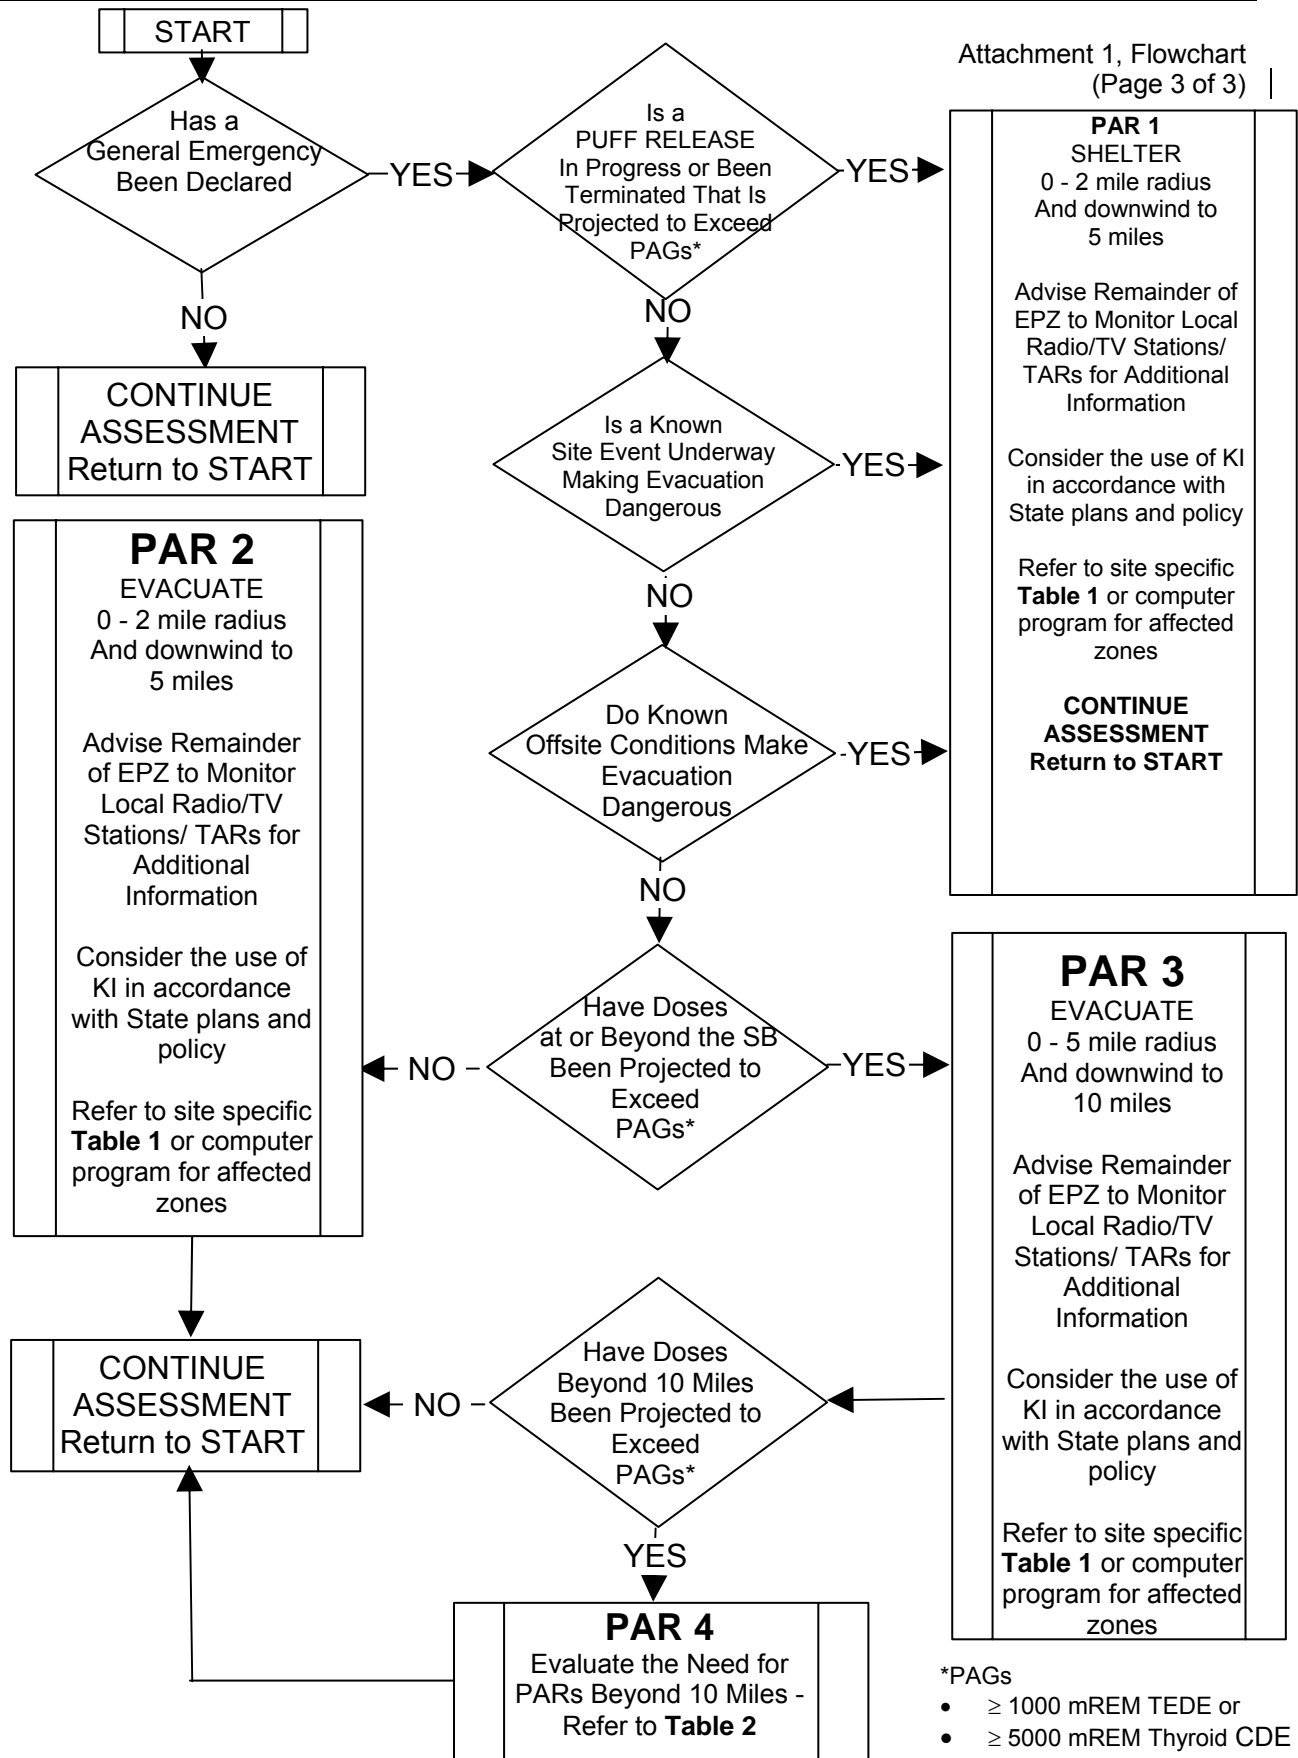 START
Attachment 1, Flowchart
(Page 3 of 3)
Has a
General Emergency
Been Declared
YES
Is a
PUFF RELEASE
In Progress or Been
Terminated That Is
Projected to Exceed
PAGs*
YES
PAR 1
SHELTER
0 - 2 mile radius
And downwind to
5 miles
Advise Remainder of
EPZ to Monitor Local
Radio/TV Stations/
TARs for Additional
Information
Consider the use of KI
in accordance with
State plans and policy
Refer to site specific
Table 1 or computer
program for affected
zones
CONTINUE
ASSESSMENT
Return to START
NO
CONTINUE
ASSESSMENT
Return to START
NO
Is a Known
Site Event Underway
Making Evacuation
Dangerous
YES
NO
Do Known
Offsite Conditions Make
Evacuation
Dangerous
YES
NO
Have Doses
at or Beyond the SB
Been Projected to
Exceed
PAGs*
NO
YES
PAR 2
EVACUATE
0 - 2 mile radius
And downwind to
5 miles
Advise Remainder
of EPZ to Monitor
Local Radio/TV
Stations/ TARs for
Additional
Information
Consider the use of
KI in accordance
with State plans and
policy
Refer to site specific
Table 1 or computer
program for affected
zones
PAR 3
EVACUATE
0 - 5 mile radius
And downwind to
10 miles
Advise Remainder
of EPZ to Monitor
Local Radio/TV
Stations/ TARs for
Additional
Information
Consider the use of
KI in accordance
with State plans and
policy
Refer to site specific
Table 1 or computer
program for affected
zones
Have Doses
Beyond 10 Miles
Been Projected to
Exceed
PAGs*
NO
CONTINUE
ASSESSMENT
Return to START
YES
PAR 4
Evaluate the Need for
PARs Beyond 10 Miles -
Refer to Table 2
*PAGs
• ≥ 1000 mREM TEDE or
• ≥ 5000 mREM Thyroid CDE